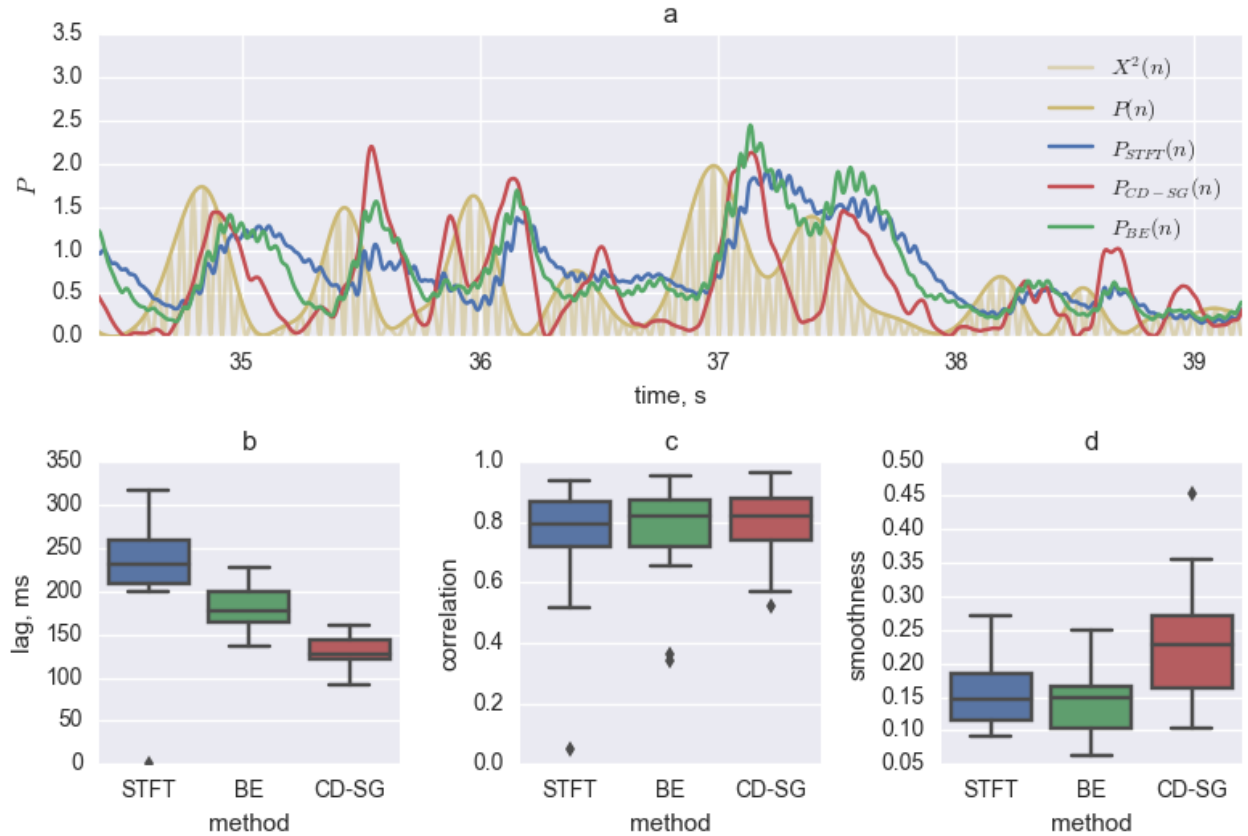 a
3.5
3.0
2.5
2.0
1.5
1.0
0.5
0.0
P
X²(n)
P(n)
P_STFT(n)
P_CD−SG(n)
P_BE(n)
35 36 37 38 39
time, s
b
350
300
250
200
150
100
50
0
lag, ms
STFT BE CD-SG
method
c
1.0
0.8
0.6
0.4
0.2
0.0
correlation
STFT BE CD-SG
method
d
0.50
0.45
0.40
0.35
0.30
0.25
0.20
0.15
0.10
0.05
smoothness
STFT BE CD-SG
method